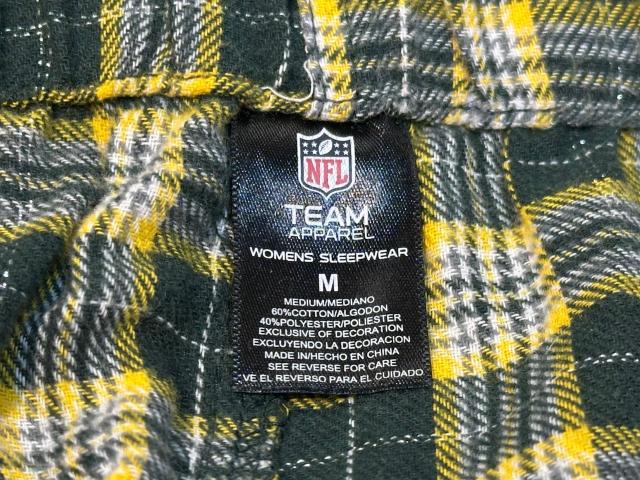 NFL
TEAM
APPAREL
WOMENS SLEEPWEAR
M
MEDIUM/MEDIANO
60%COTTON/ALGODON
40%POLYESTER/POLIESTER
EXCLUSIVE OF DECORATION
EXCLUYENDO LA DECORACION
MADE IN/HECHO EN CHINA
SEE REVERSE FOR CARE
VE EL REVERSO PARA EL CUIDADO